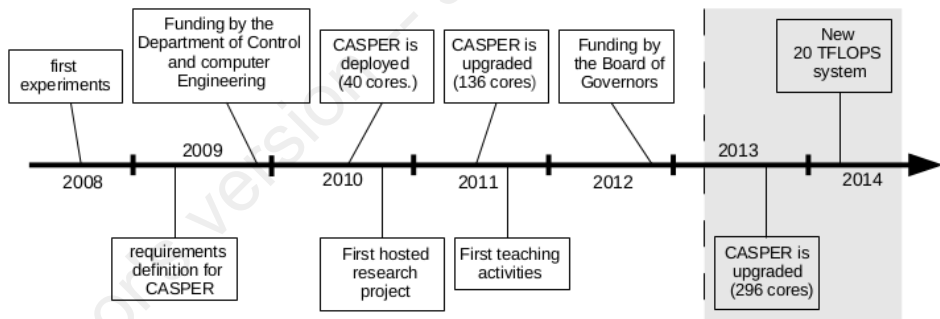 first
experiments
Funding by the
Department of Control
and computer
Engineering
CASPER is
deployed
(40 cores.)
CASPER is
upgraded
(136 cores)
Funding by
the Board of
Governors
New
20 TFLOPS
system
2008
2009
2010
2011
2012
2013
2014
requirements
definition for
CASPER
First hosted
research
project
First teaching
activities
CASPER is
upgraded
(296 cores)
version